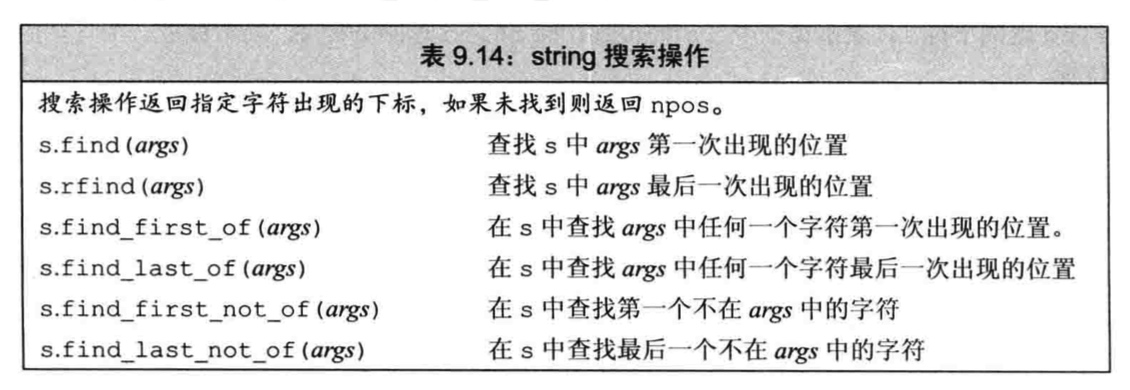 表 9.14：string 搜索操作
搜索操作返回指定字符出现的下标，如果未找到则返回 npos。
s.find(args) 查找 s 中 args 第一次出现的位置
s.rfind(args) 查找 s 中 args 最后一次出现的位置
s.find_first_of(args) 在 s 中查找 args 中任何一个字符第一次出现的位置。
s.find_last_of(args) 在 s 中查找 args 中任何一个字符最后一次出现的位置
s.find_first_not_of(args) 在 s 中查找第一个不在 args 中的字符
s.find_last_not_of(args) 在 s 中查找最后一个不在 args 中的字符